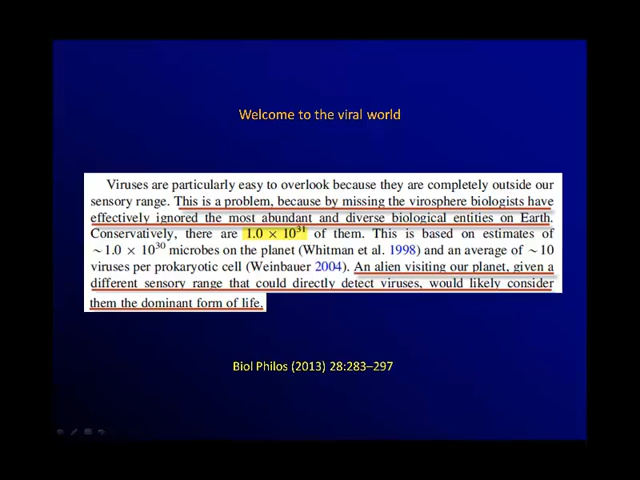 Welcome to the viral world
Viruses are particularly easy to overlook because they are completely outside our
sensory range. This is a problem, because by missing the virosphere biologists have
effectively ignored the most abundant and diverse biological entities on Earth.
Conservatively, there are 1.0 × 10³¹ of them. This is based on estimates of
~1.0 × 10³⁰ microbes on the planet (Whitman et al. 1998) and an average of ~10
viruses per prokaryotic cell (Weinbauer 2004). An alien visiting our planet, given a
different sensory range that could directly detect viruses, would likely consider
them the dominant form of life.
Biol Philos (2013) 28:283–297